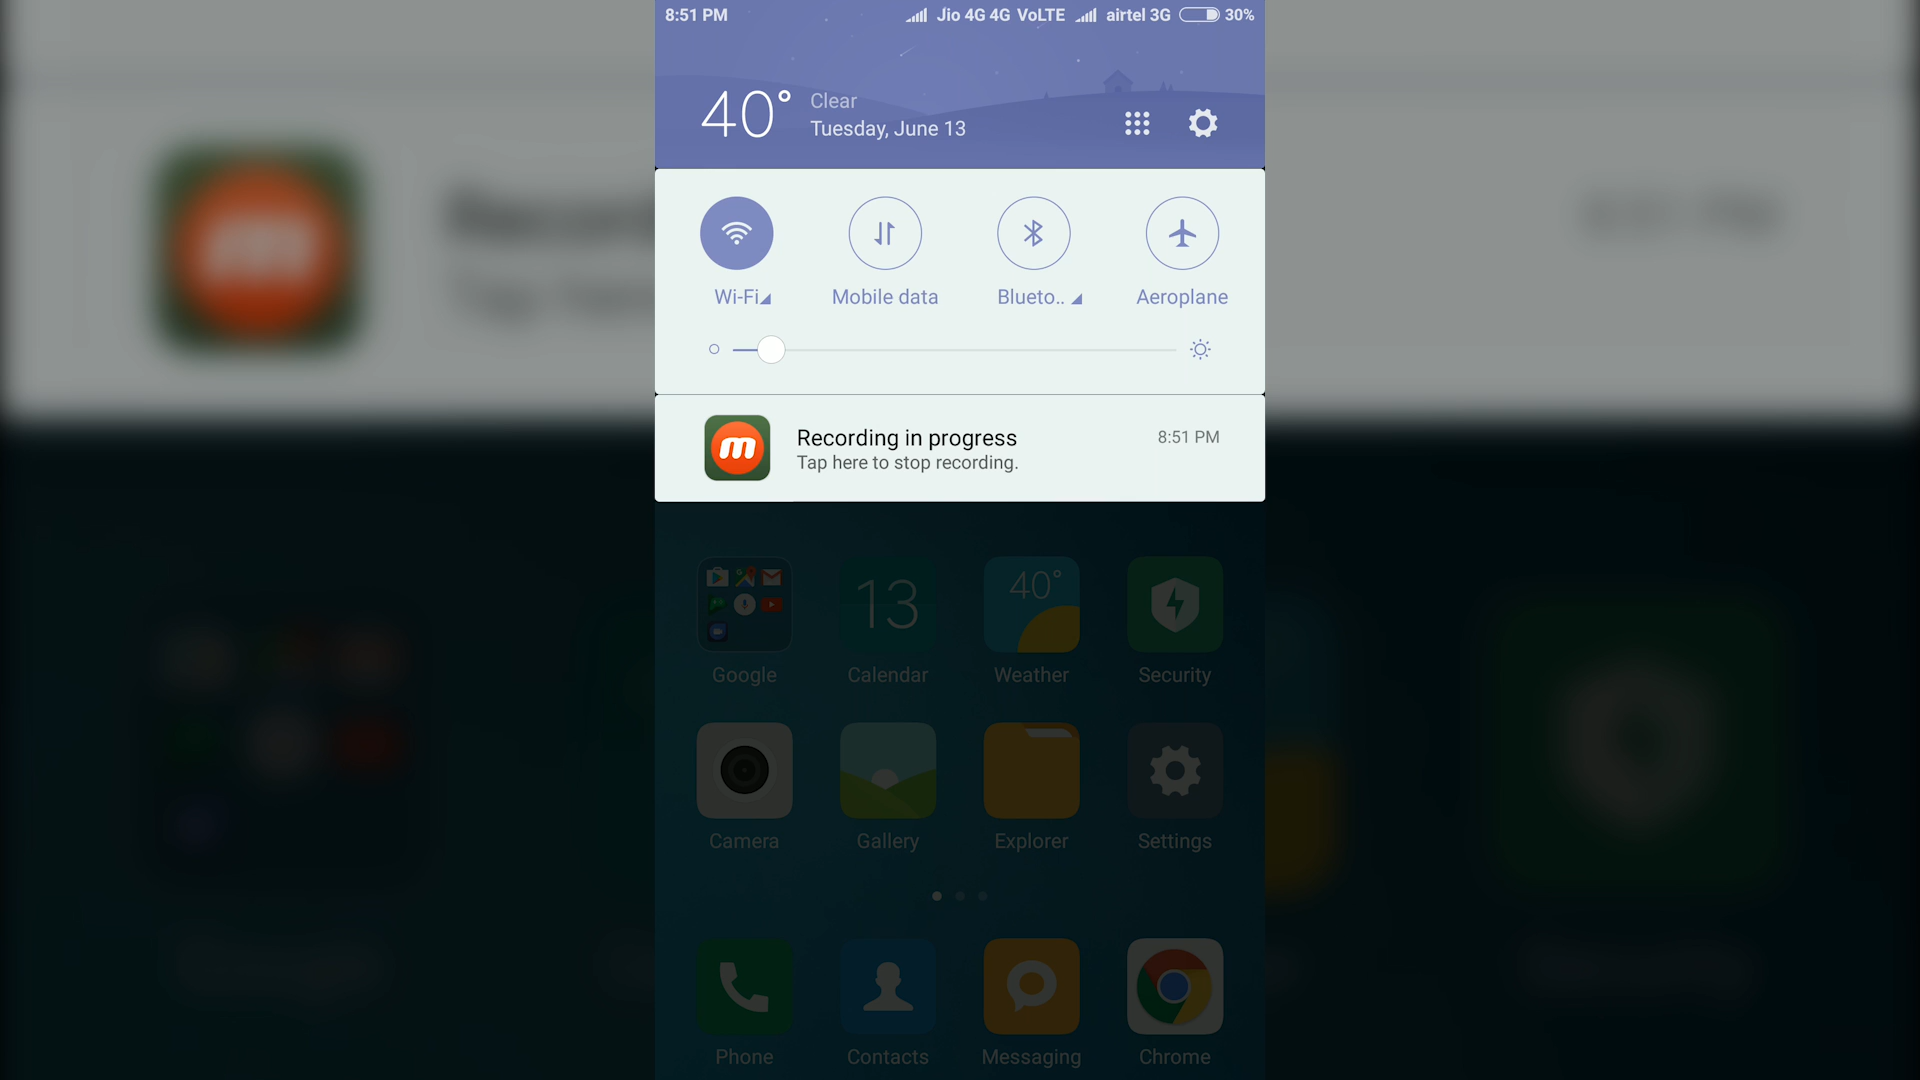 8:51 PM Jio 4G 4G VoLTE airtel 3G 30%
40° Clear
Tuesday, June 13
Wi-Fi Mobile data Blueto.. Aeroplane
Recording in progress 8:51 PM
Tap here to stop recording.
13 40°
Google Calendar Weather Security
Camera Gallery Explorer Settings
Phone Contacts Messaging Chrome